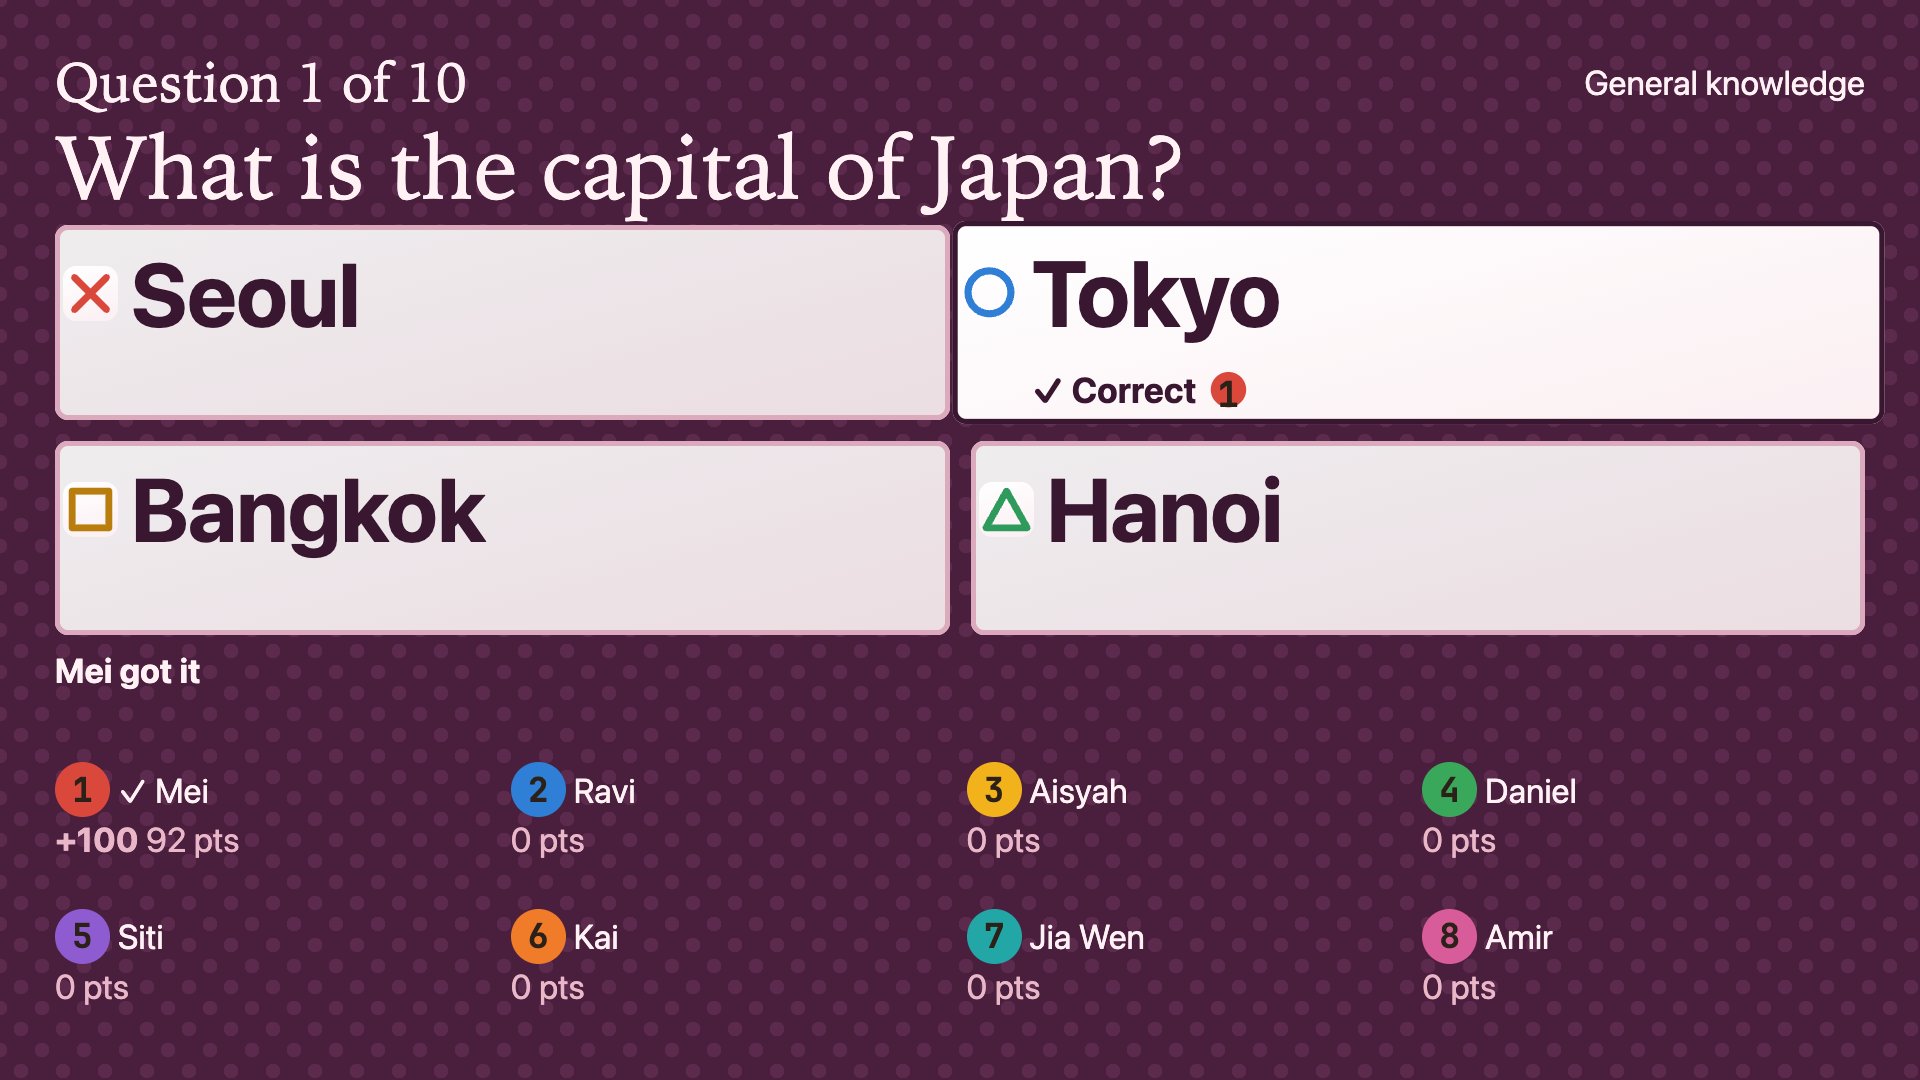 Question 1 of 10
General knowledge
What is the capital of Japan?
Seoul
Tokyo
✓ Correct 1
Bangkok
Hanoi
Mei got it
1 ✓ Mei
+100 92 pts
2 Ravi
0 pts
3 Aisyah
0 pts
4 Daniel
0 pts
5 Siti
0 pts
6 Kai
0 pts
7 Jia Wen
0 pts
8 Amir
0 pts